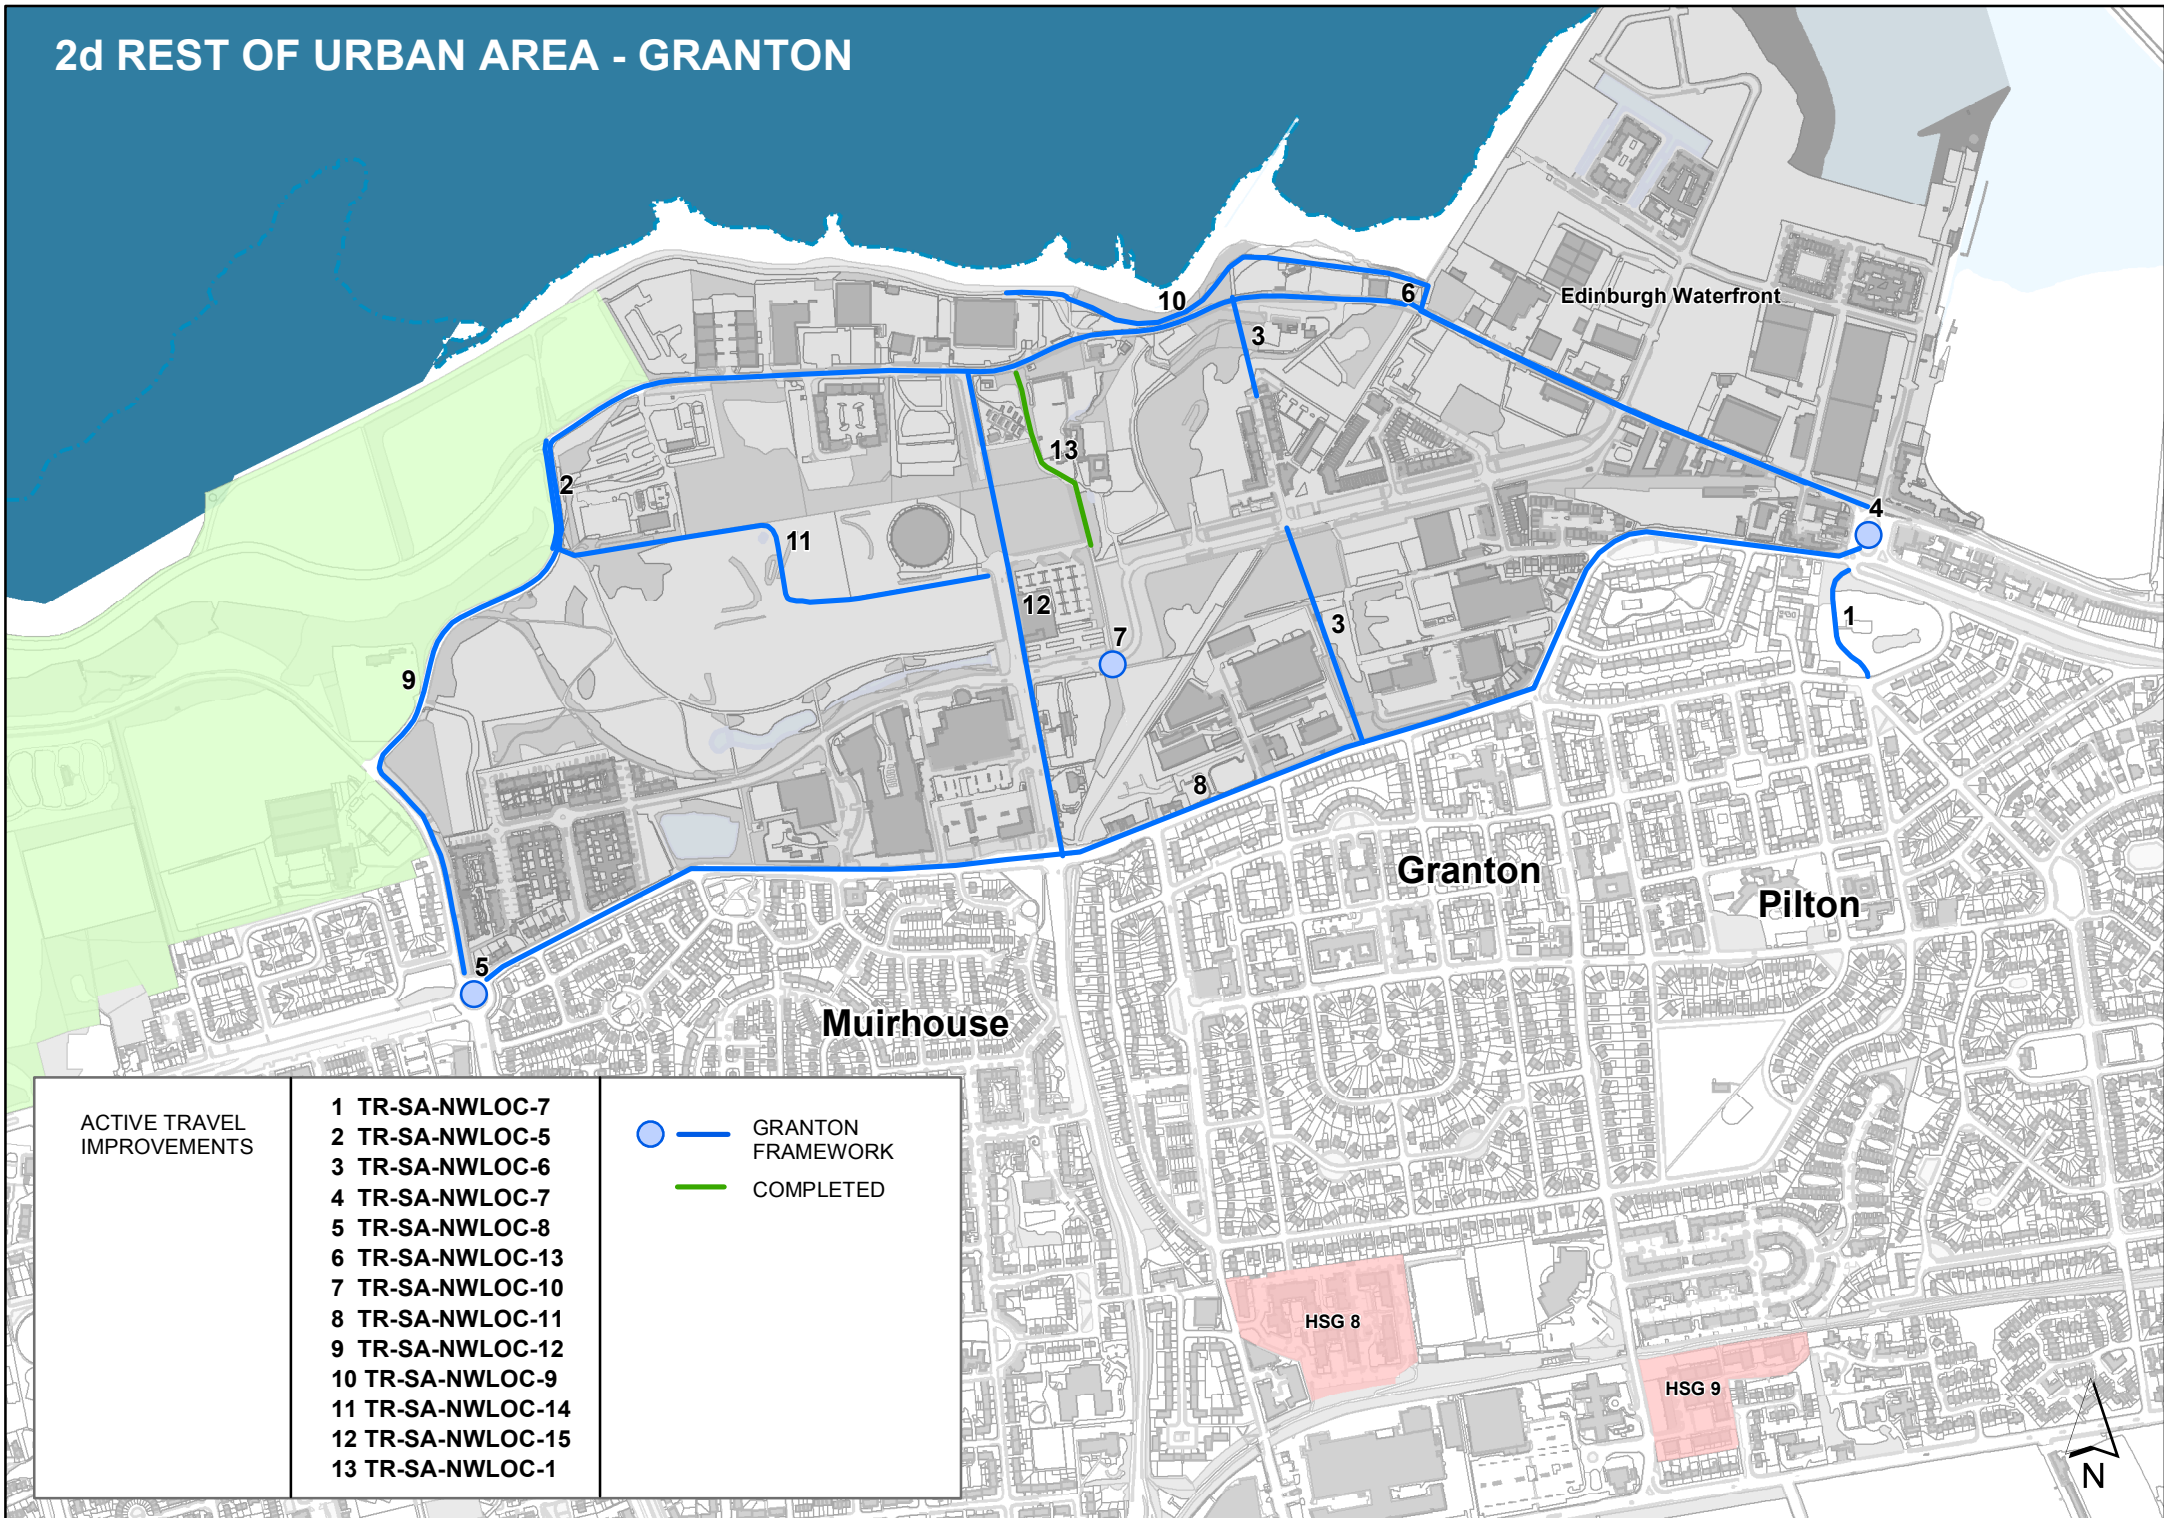 2d REST OF URBAN AREA - GRANTON
Edinburgh Waterfront
10
6
3
13
2
11
4
12
1
7
3
9
8
Granton
Pilton
5
Muirhouse
HSG 8
HSG 9
N
ACTIVE TRAVEL
IMPROVEMENTS
1 TR-SA-NWLOC-7
2 TR-SA-NWLOC-5
3 TR-SA-NWLOC-6
4 TR-SA-NWLOC-7
5 TR-SA-NWLOC-8
6 TR-SA-NWLOC-13
7 TR-SA-NWLOC-10
8 TR-SA-NWLOC-11
9 TR-SA-NWLOC-12
10 TR-SA-NWLOC-9
11 TR-SA-NWLOC-14
12 TR-SA-NWLOC-15
13 TR-SA-NWLOC-1
GRANTON
FRAMEWORK
COMPLETED